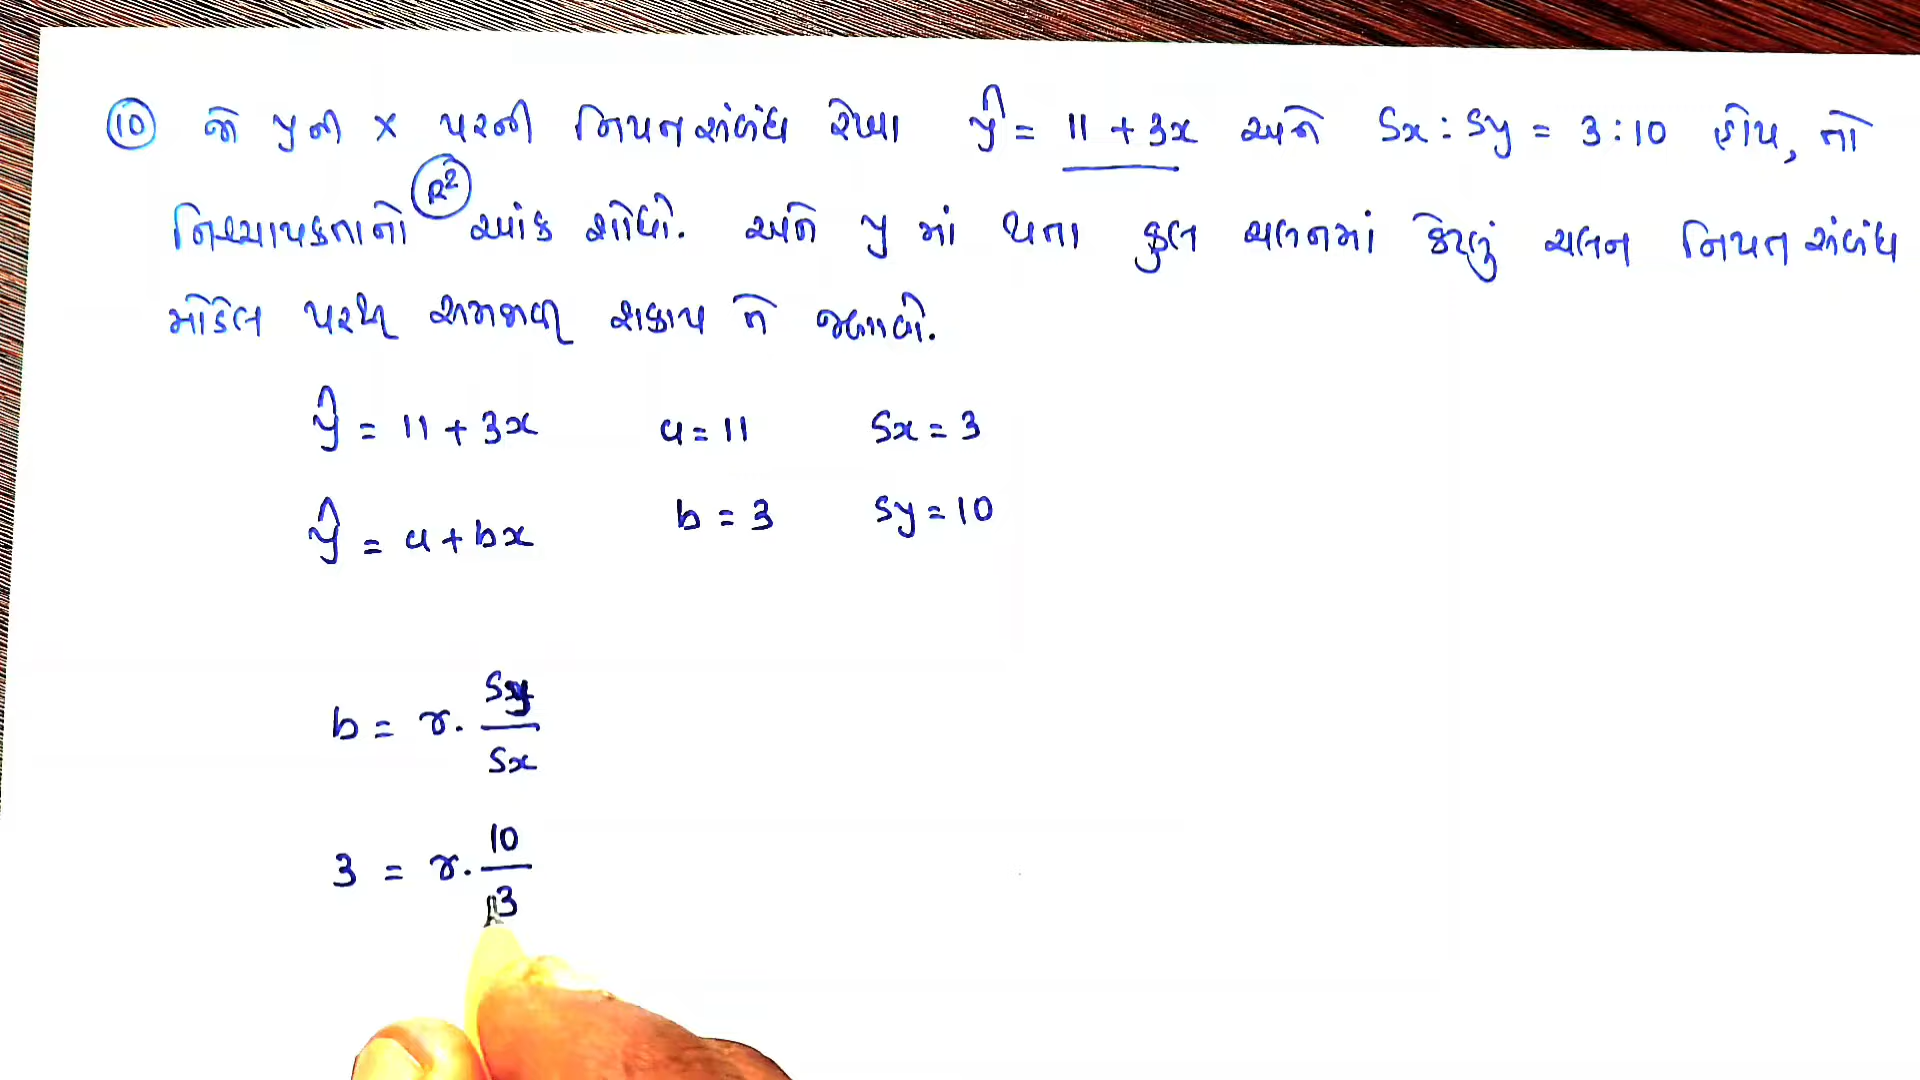 ⑩ જો y ની x પરની નિયતસંબંધ રેખા ŷ = 11 + 3x અને Sx : Sy = 3 : 10 હોય, તો
નિશ્ચાયકતાનો R² આંક શોધો. અને y માં થતા કુલ ચલનમાં કેટલું ચલન નિયતસંબંધ
મોડેલ પરથી સમજાવી શકાય તે જણાવો.
ŷ = 11 + 3x a = 11 Sx = 3
ŷ = a + bx b = 3 Sy = 10
b = r. Sy/Sx
3 = r. 10/3